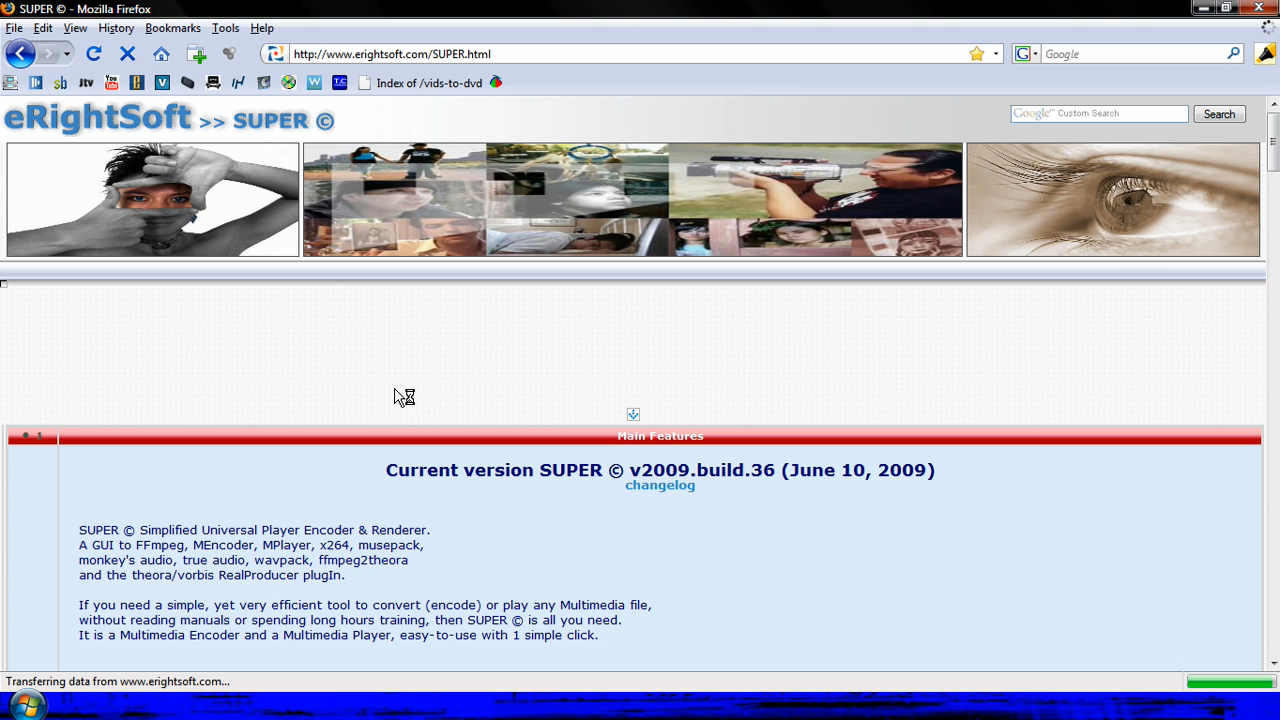 SUPER © - Mozilla Firefox
File Edit View History Bookmarks Tools Help
http://www.erightsoft.com/SUPER.html
G Google
sb jtv You Tube V W T.C Index of /vids-to-dvd
eRightSoft >> SUPER ©
Google™ Custom Search Search
1 Main Features
Current version SUPER © v2009.build.36 (June 10, 2009)
changelog
SUPER © Simplified Universal Player Encoder & Renderer.
A GUI to FFmpeg, MEncoder, MPlayer, x264, musepack,
monkey's audio, true audio, wavpack, ffmpeg2theora
and the theora/vorbis RealProducer plugIn.
If you need a simple, yet very efficient tool to convert (encode) or play any Multimedia file,
without reading manuals or spending long hours training, then SUPER © is all you need.
It is a Multimedia Encoder and a Multimedia Player, easy-to-use with 1 simple click.
Transferring data from www.erightsoft.com...